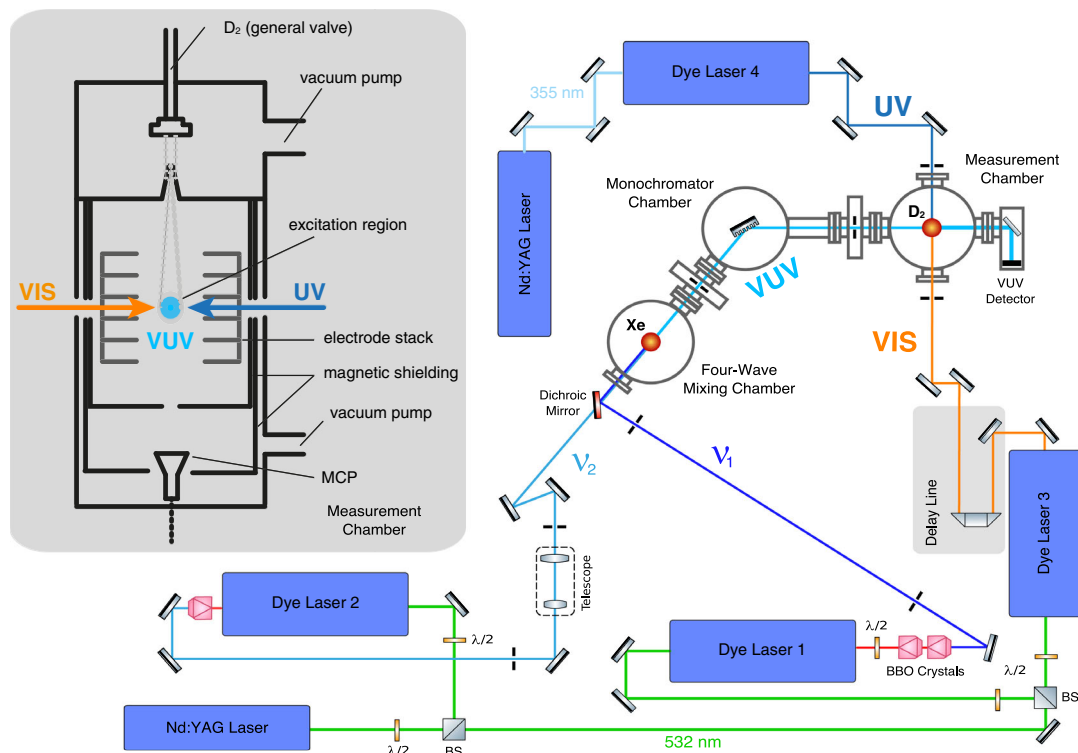 D₂ (general valve)
vacuum pump
excitation region
VIS
UV
VUV
electrode stack
magnetic shielding
vacuum pump
MCP
Measurement
Chamber
Dye Laser 4
355 nm
UV
Nd:YAG Laser
Monochromator
Chamber
Measurement
Chamber
D₂
VUV
VUV
Detector
Xe
VIS
Four-Wave
Mixing Chamber
Dichroic
Mirror
ν₂
ν₁
Delay Line
Dye Laser 3
Telescope
Dye Laser 2
λ/2
Dye Laser 1
λ/2
BBO Crystals
λ/2
λ/2
BS
Nd:YAG Laser
λ/2
BS
532 nm